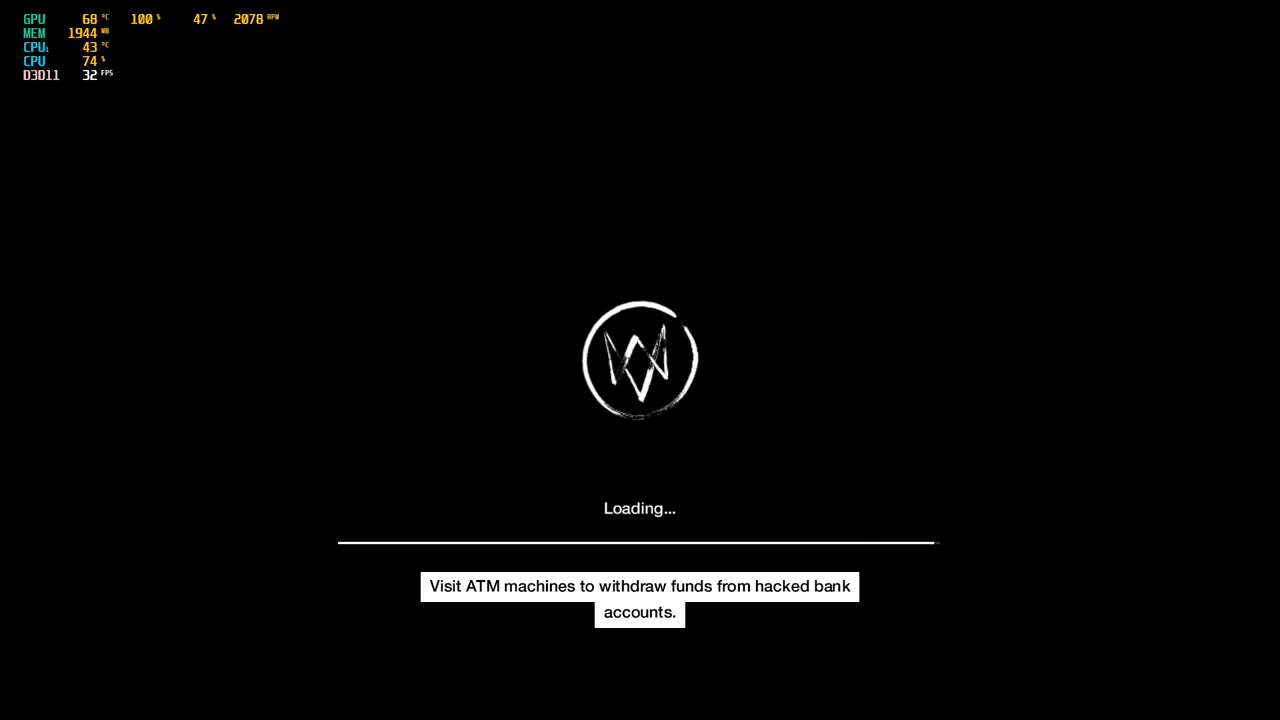 GPU 68 °C 100 % 47 % 2078 RPM
MEM 1944 MB
CPU1 43 °C
CPU 74 %
D3D11 32 FPS
Loading...
Visit ATM machines to withdraw funds from hacked bank
accounts.